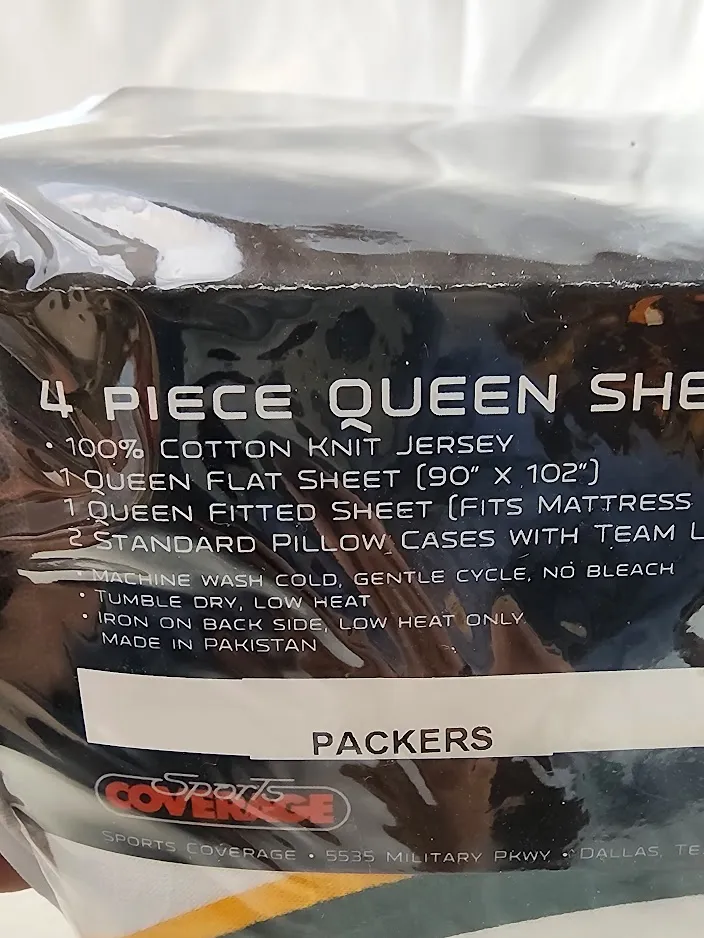 4 PIECE QUEEN SHE
• 100% COTTON KNIT JERSEY
1 QUEEN FLAT SHEET (90" X 102")
1 QUEEN FITTED SHEET (FITS MATTRESS
2 STANDARD PILLOW CASES WITH TEAM L
• MACHINE WASH COLD, GENTLE CYCLE, NO BLEACH
• TUMBLE DRY, LOW HEAT
• IRON ON BACK SIDE, LOW HEAT ONLY
MADE IN PAKISTAN
PACKERS
Sports
COVERAGE
SPORTS COVERAGE • 5535 MILITARY PKWY • DALLAS, TE